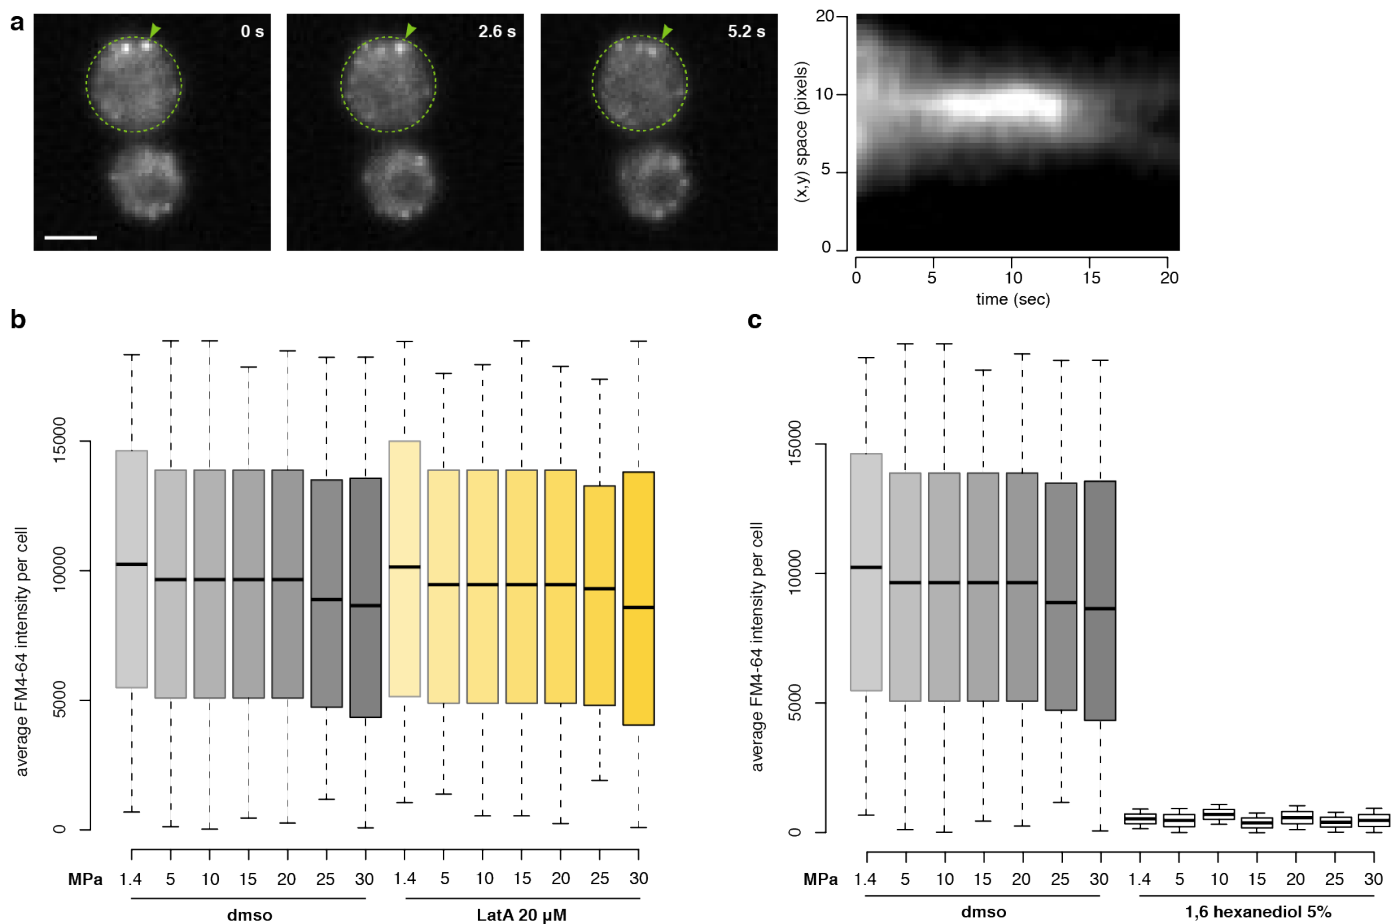 a
0 s
2.6 s
5.2 s
(x,y) space (pixels)
20
10
5
0
0 5 10 15 20
time (sec)
b
average FM4-64 intensity per cell
15000
10000
5000
0
MPa 1.4 5 10 15 20 25 30 1.4 5 10 15 20 25 30
dmso LatA 20 µM
c
average FM4-64 intensity per cell
15000
10000
5000
0
MPa 1.4 5 10 15 20 25 30 1.4 5 10 15 20 25 30
dmso 1,6 hexanediol 5%